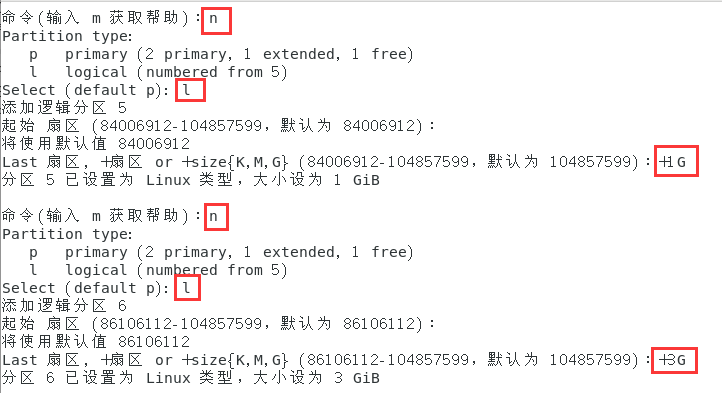 命令(输入 m 获取帮助)：n
Partition type:
   p   primary (2 primary, 1 extended, 1 free)
   l   logical (numbered from 5)
Select (default p): l
添加逻辑分区 5
起始 扇区 (84006912-104857599，默认为 84006912)：
将使用默认值 84006912
Last 扇区, +扇区 or +size{K,M,G} (84006912-104857599，默认为 104857599)：+1G
分区 5 已设置为 Linux 类型，大小设为 1 GiB
命令(输入 m 获取帮助)：n
Partition type:
   p   primary (2 primary, 1 extended, 1 free)
   l   logical (numbered from 5)
Select (default p): l
添加逻辑分区 6
起始 扇区 (86106112-104857599，默认为 86106112)：
将使用默认值 86106112
Last 扇区, +扇区 or +size{K,M,G} (86106112-104857599，默认为 104857599)：+3G
分区 6 已设置为 Linux 类型，大小设为 3 GiB